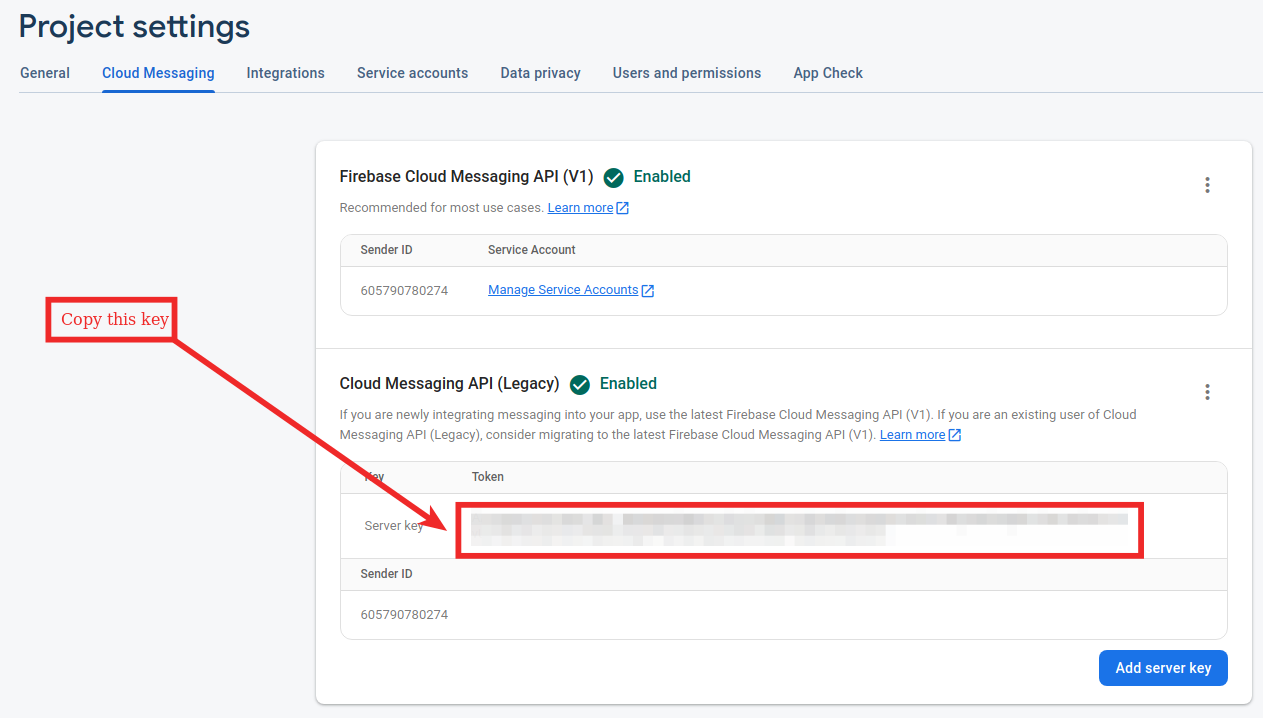 Project settings
General Cloud Messaging Integrations Service accounts Data privacy Users and permissions App Check
Firebase Cloud Messaging API (V1) Enabled
Recommended for most use cases. Learn more
Sender ID Service Account
605790780274 Manage Service Accounts
Copy this key
Cloud Messaging API (Legacy) Enabled
If you are newly integrating messaging into your app, use the latest Firebase Cloud Messaging API (V1). If you are an existing user of Cloud
Messaging API (Legacy), consider migrating to the latest Firebase Cloud Messaging API (V1). Learn more
Key Token
Server key
Sender ID
605790780274
Add server key